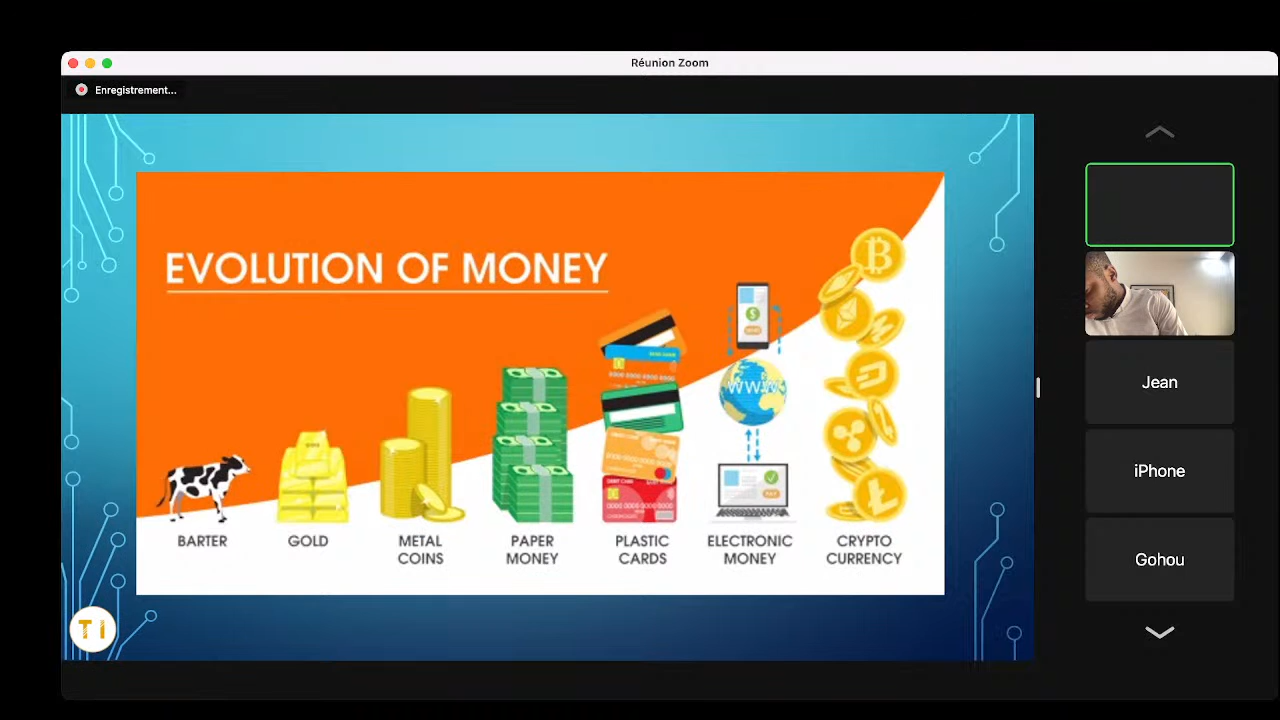 Réunion Zoom
Enregistrement...
EVOLUTION OF MONEY
WWW
BARTER
GOLD
METAL
COINS
PAPER
MONEY
PLASTIC
CARDS
ELECTRONIC
MONEY
CRYPTO
CURRENCY
TI
Jean
iPhone
Gohou